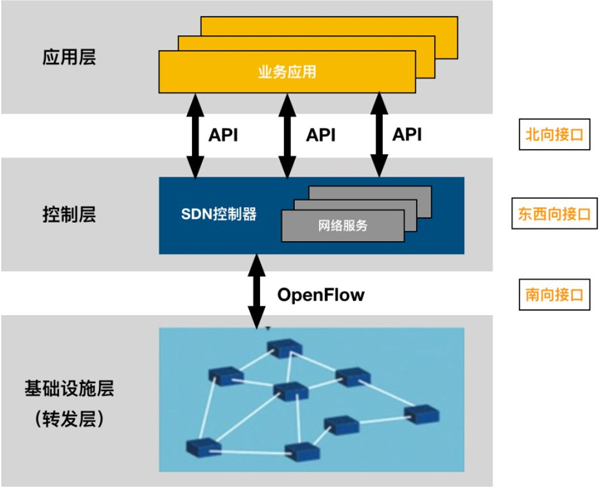 应用层
业务应用
API
API
API
北向接口
控制层
SDN控制器
网络服务
东西向接口
OpenFlow
南向接口
基础设施层
（转发层）